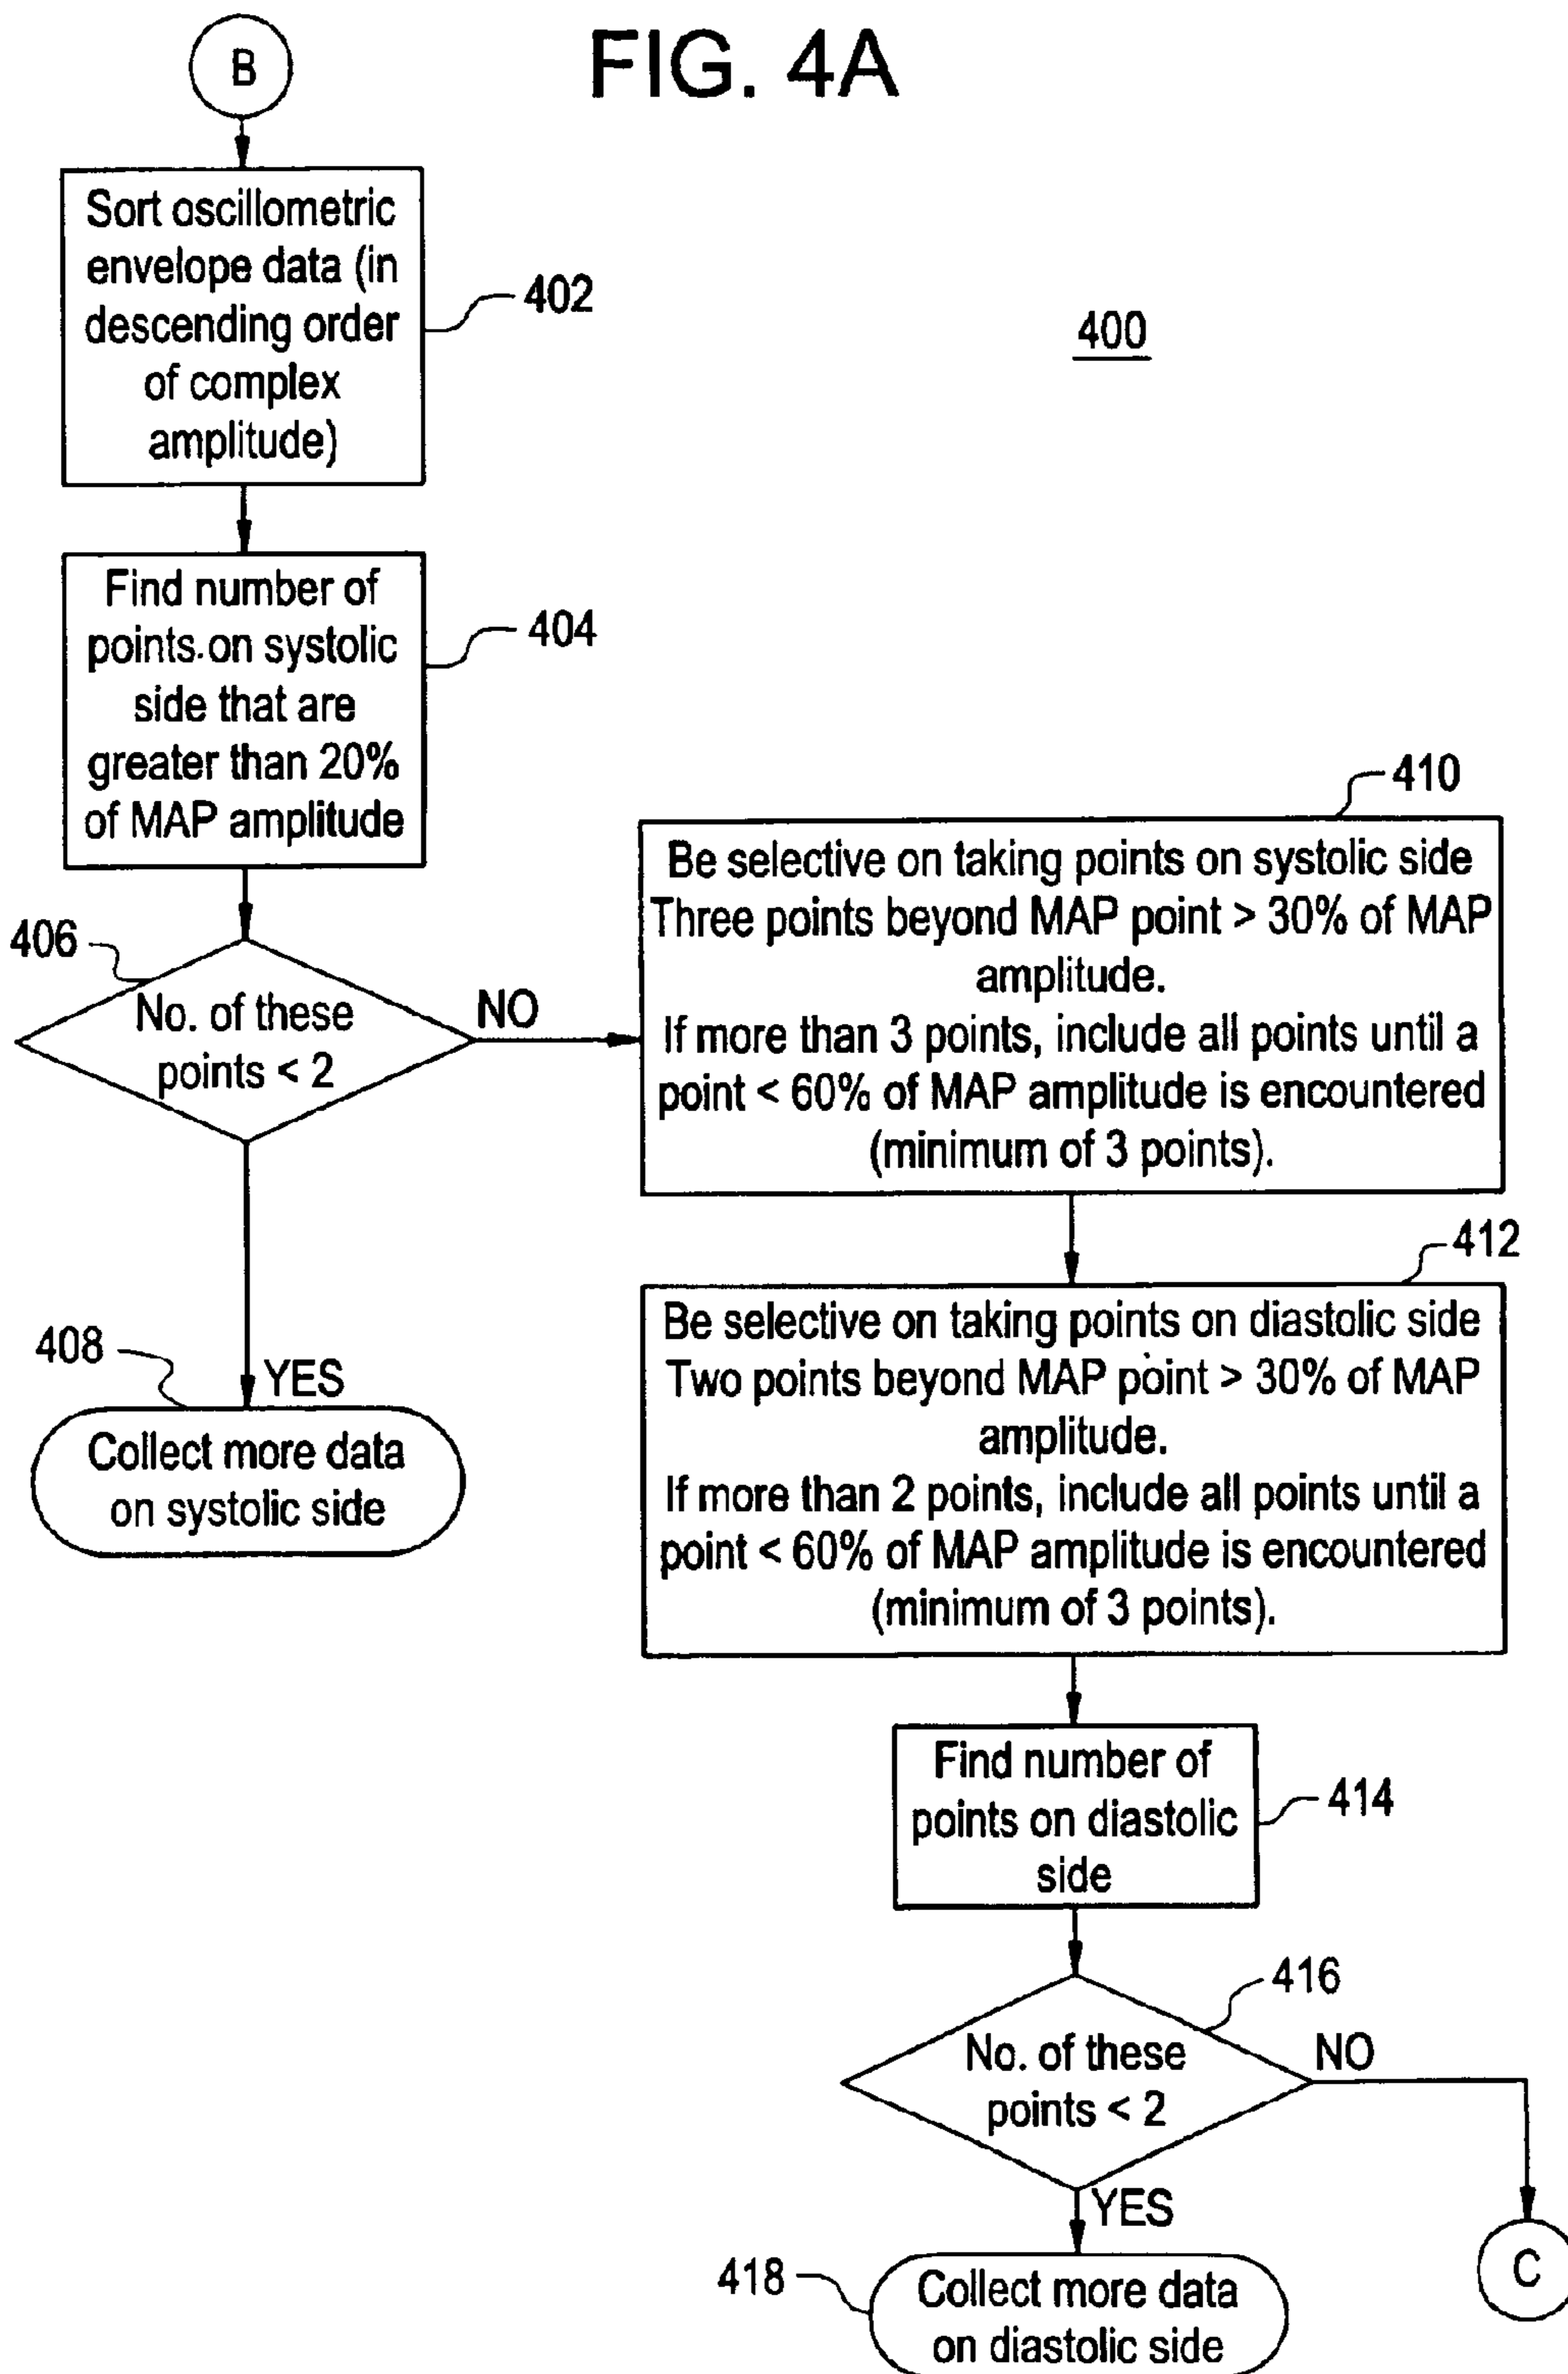 FIG. 4A
B
Sort oscillometric
envelope data (in
descending order
of complex
amplitude)
402
400
Find number of
points on systolic
side that are
greater than 20%
of MAP amplitude
404
406
No. of these
points < 2
NO
YES
408
Collect more data
on systolic side
410
Be selective on taking points on systolic side
Three points beyond MAP point > 30% of MAP
amplitude.
If more than 3 points, include all points until a
point < 60% of MAP amplitude is encountered
(minimum of 3 points).
412
Be selective on taking points on diastolic side
Two points beyond MAP point > 30% of MAP
amplitude.
If more than 2 points, include all points until a
point < 60% of MAP amplitude is encountered
(minimum of 3 points).
Find number of
points on diastolic
side
414
416
No. of these
points < 2
NO
YES
418
Collect more data
on diastolic side
C